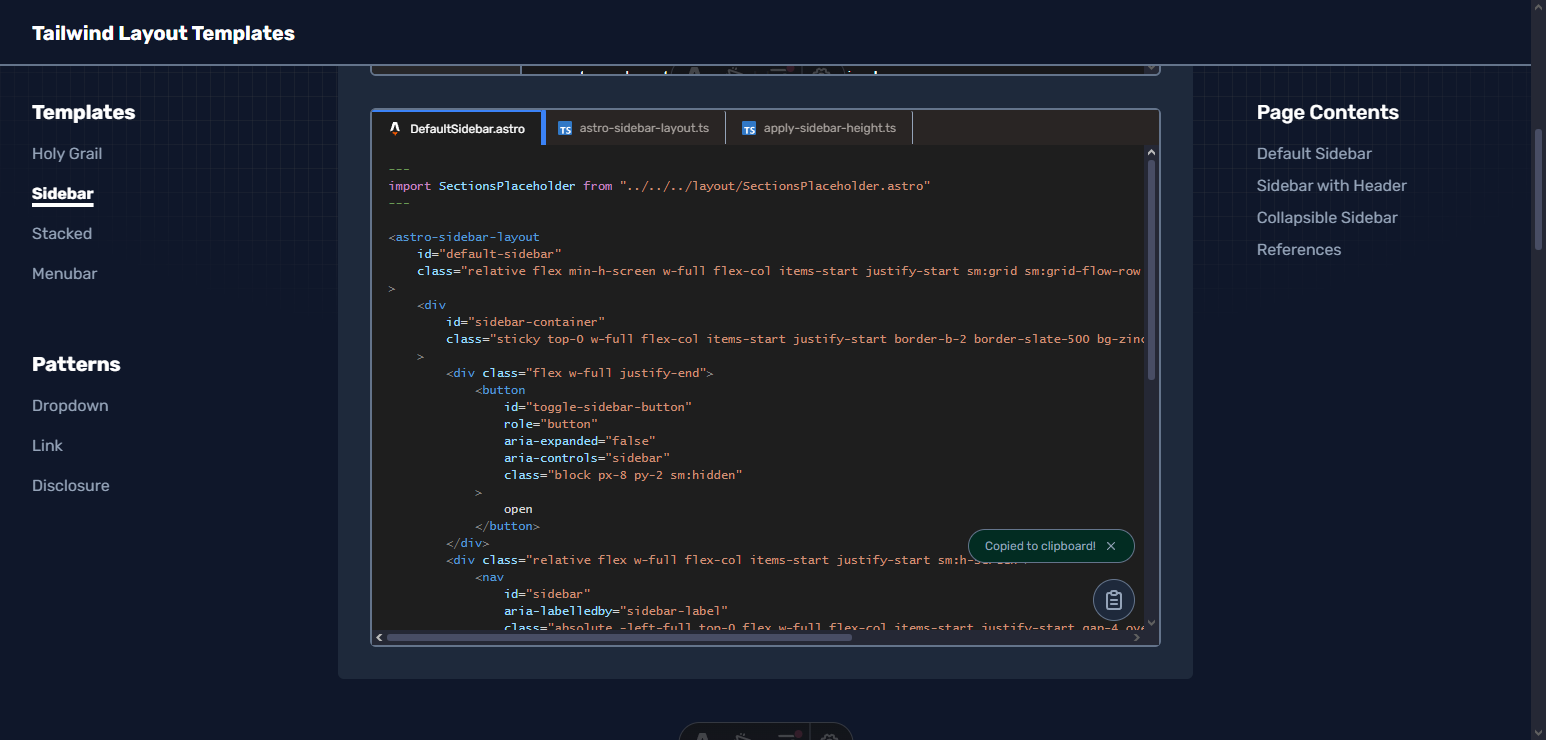 Tailwind Layout Templates
Templates
Holy Grail
Sidebar
Stacked
Menubar
Patterns
Dropdown
Link
Disclosure
DefaultSidebar.astro
TS astro-sidebar-layout.ts
TS apply-sidebar-height.ts
---
import SectionsPlaceholder from "../../../layout/SectionsPlaceholder.astro"
---
<astro-sidebar-layout
id="default-sidebar"
class="relative flex min-h-screen w-full flex-col items-start justify-start sm:grid sm:grid-flow-row
>
<div
id="sidebar-container"
class="sticky top-0 w-full flex-col items-start justify-start border-b-2 border-slate-500 bg-zinc
>
<div class="flex w-full justify-end">
<button
id="toggle-sidebar-button"
role="button"
aria-expanded="false"
aria-controls="sidebar"
class="block px-8 py-2 sm:hidden"
>
open
</button>
</div>
<div class="relative flex w-full flex-col items-start justify-start
<nav
id="sidebar"
aria-labelledby="sidebar-label"
class="absolute -left-full top-0 flex w-full flex-col items-start justify-start gap-4
Copied to clipboard!
Page Contents
Default Sidebar
Sidebar with Header
Collapsible Sidebar
References